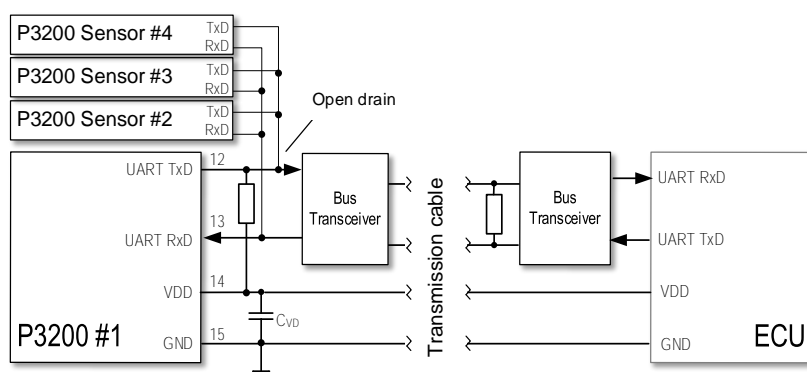 P3200 Sensor #4
TxD
RxD
P3200 Sensor #3
TxD
RxD
P3200 Sensor #2
TxD
RxD
Open drain
UART TxD
12
UART RxD
13
VDD
14
GND
15
P3200 #1
CVD
Bus
Transceiver
Transmission cable
Bus
Transceiver
UART RxD
UART TxD
VDD
GND
ECU